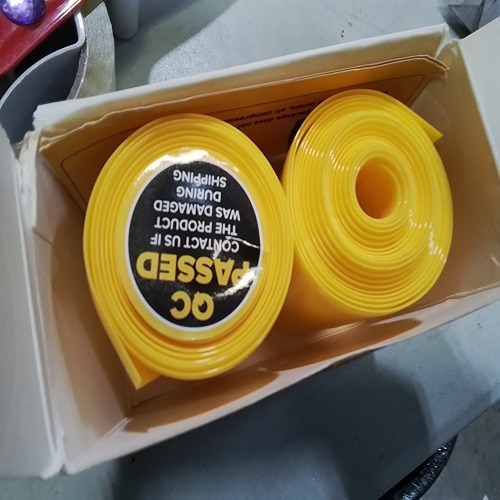 QC
PASSED
CONTACT US IF
THE PRODUCT
WAS DAMAGED
DURING
SHIPPING